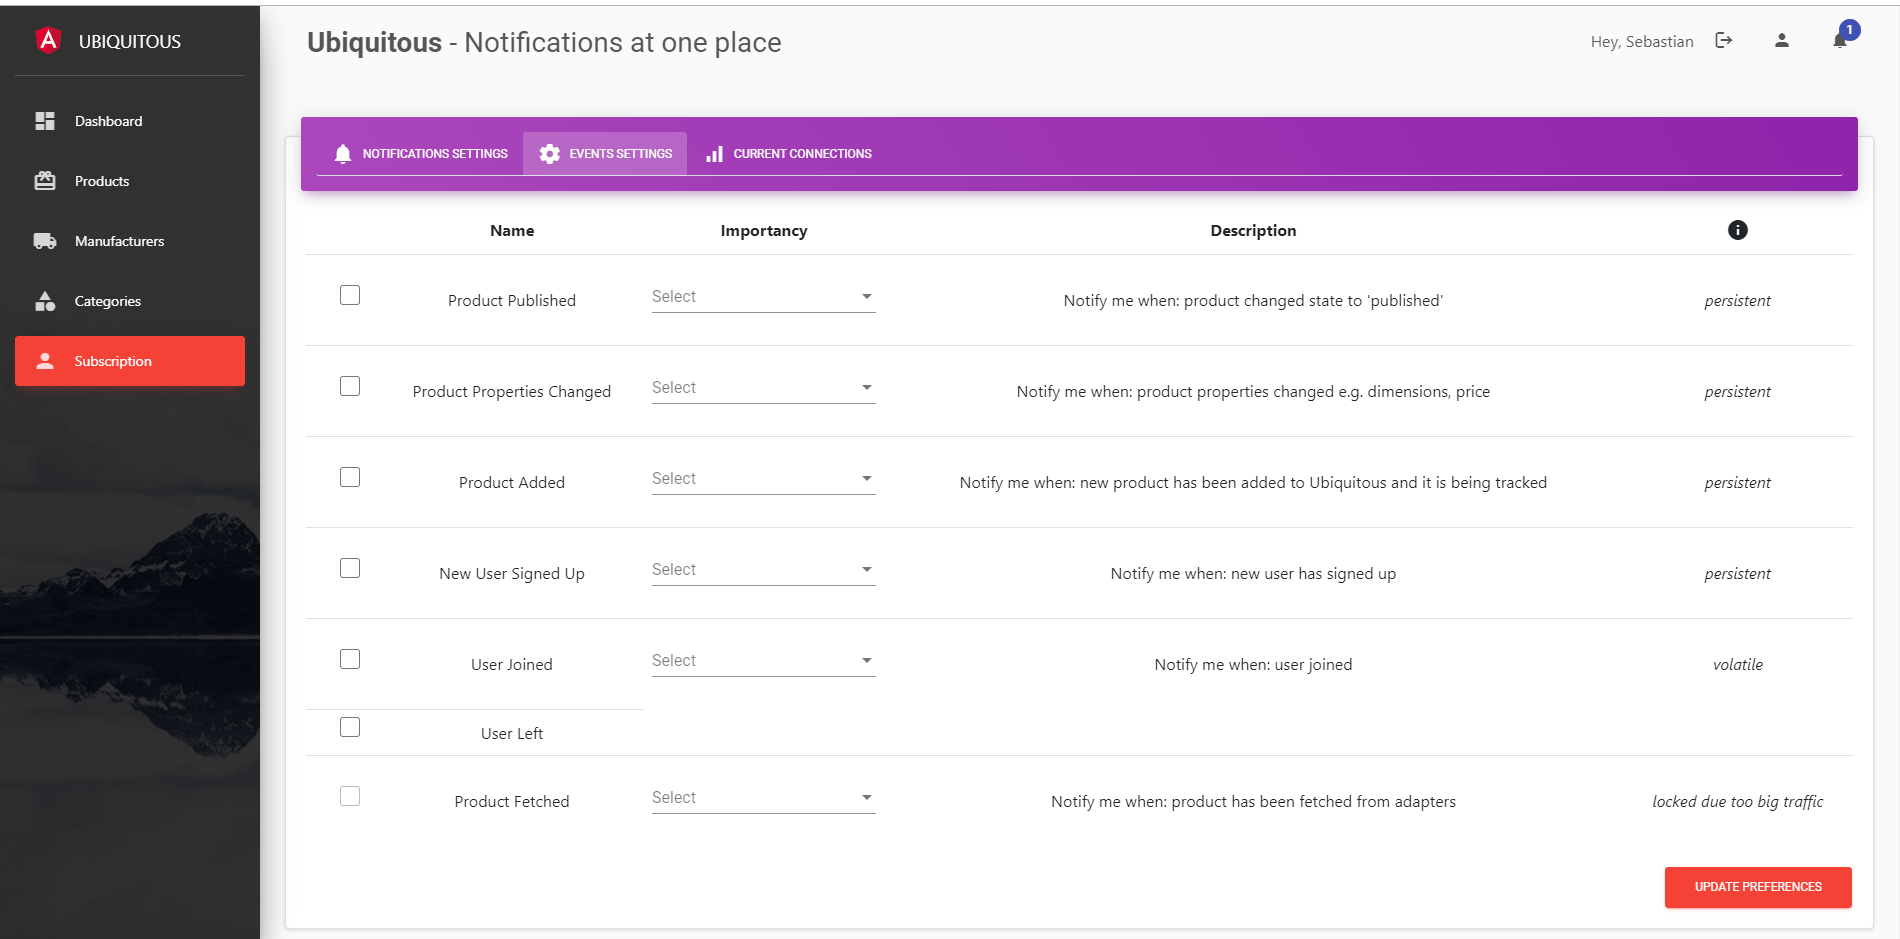 UBIQUITOUS
Dashboard
Products
Manufacturers
Categories
Subscription
Ubiquitous - Notifications at one place
Hey, Sebastian
1
NOTIFICATIONS SETTINGS EVENTS SETTINGS CURRENT CONNECTIONS
Name Importancy Description
Product Published Select Notify me when: product changed state to 'published' persistent
Product Properties Changed Select Notify me when: product properties changed e.g. dimensions, price persistent
Product Added Select Notify me when: new product has been added to Ubiquitous and it is being tracked persistent
New User Signed Up Select Notify me when: new user has signed up persistent
User Joined Select Notify me when: user joined volatile
User Left
Product Fetched Select Notify me when: product has been fetched from adapters locked due too big traffic
UPDATE PREFERENCES